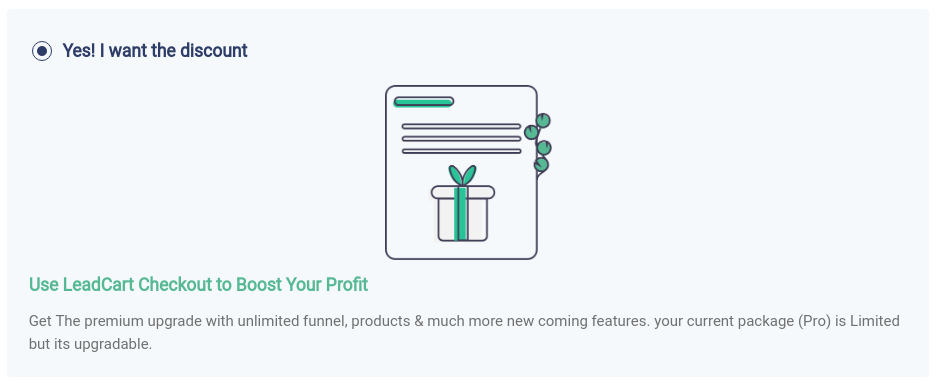 Yes! I want the discount
Use LeadCart Checkout to Boost Your Profit
Get The premium upgrade with unlimited funnel, products & much more new coming features. your current package (Pro) is Limited
but its upgradable.